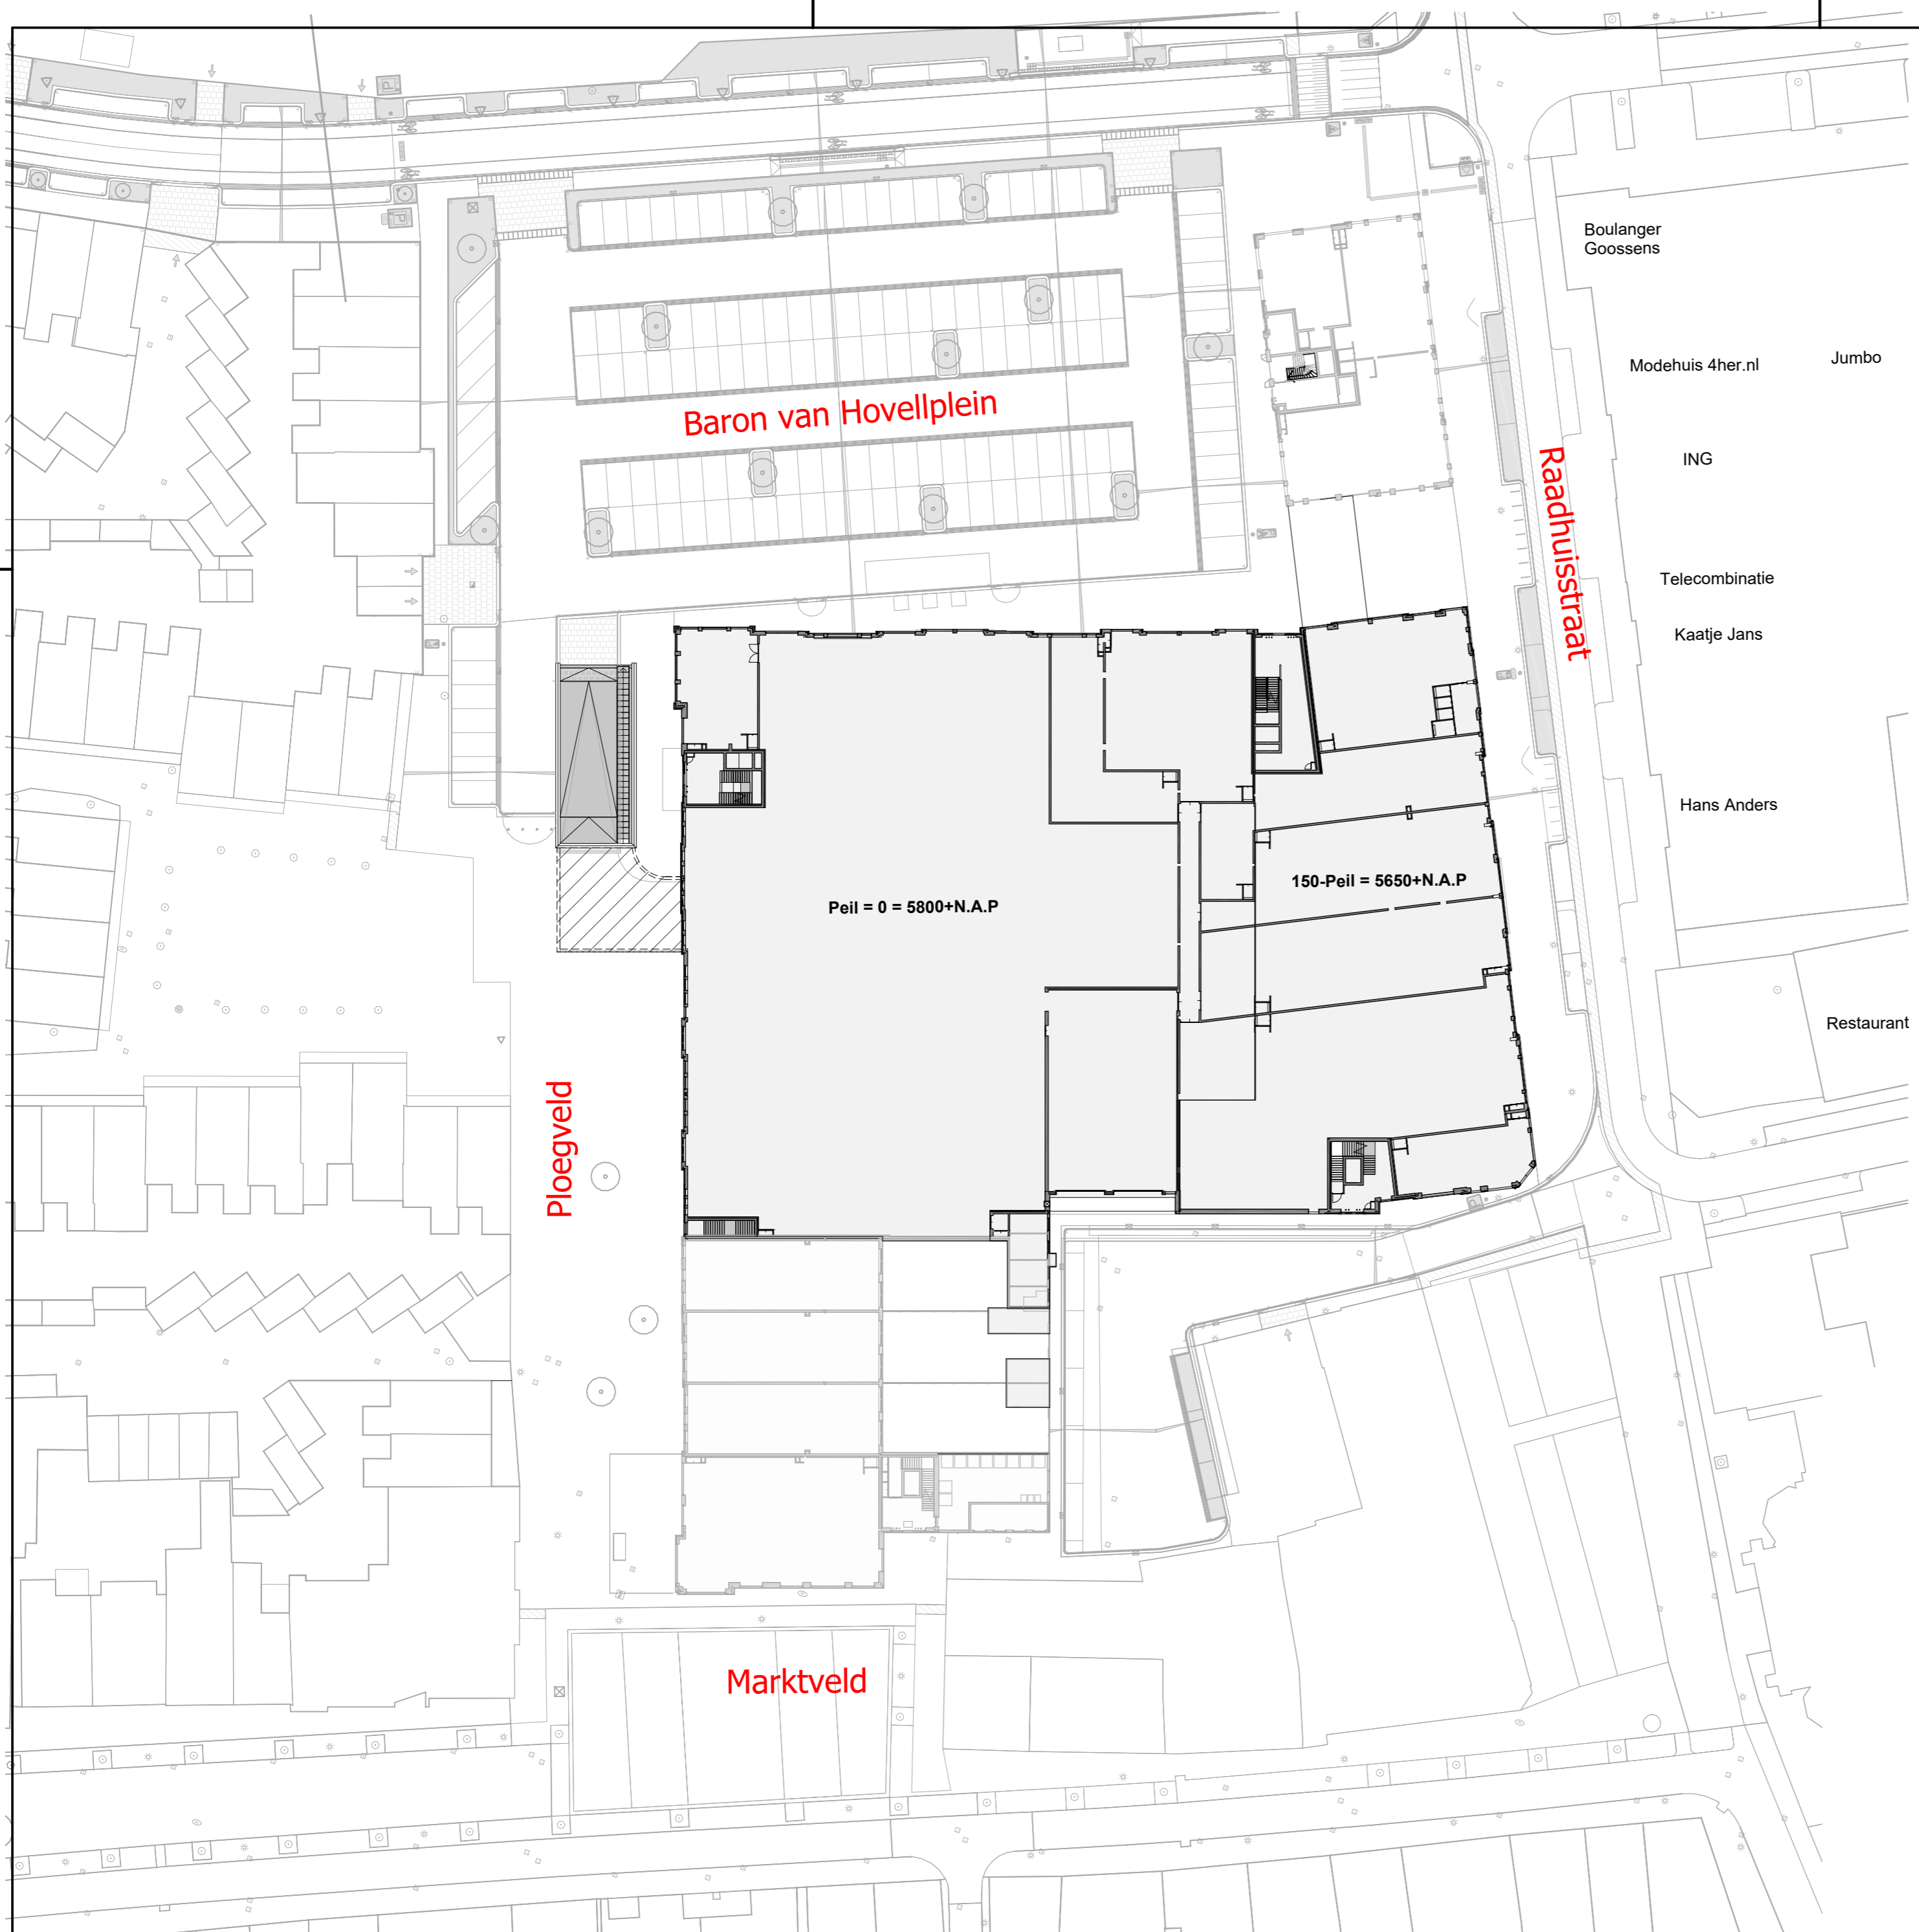 Boulanger
Goossens
Modehuis 4her.nl
Jumbo
Baron van Hovellplein
ING
Raadhuisstraat
Telecombinatie
Kaatje Jans
Hans Anders
150-Peil = 5650+N.A.P
Peil = 0 = 5800+N.A.P
Restaurant
Ploegveld
Marktveld